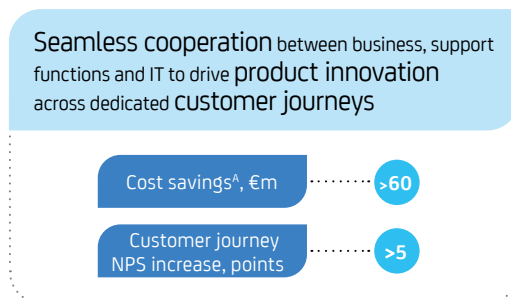 Seamless cooperation between business, support
functions and IT to drive product innovation
across dedicated customer journeys
Cost savingsᴬ, €m
>60
Customer journey
NPS increase, points
>5